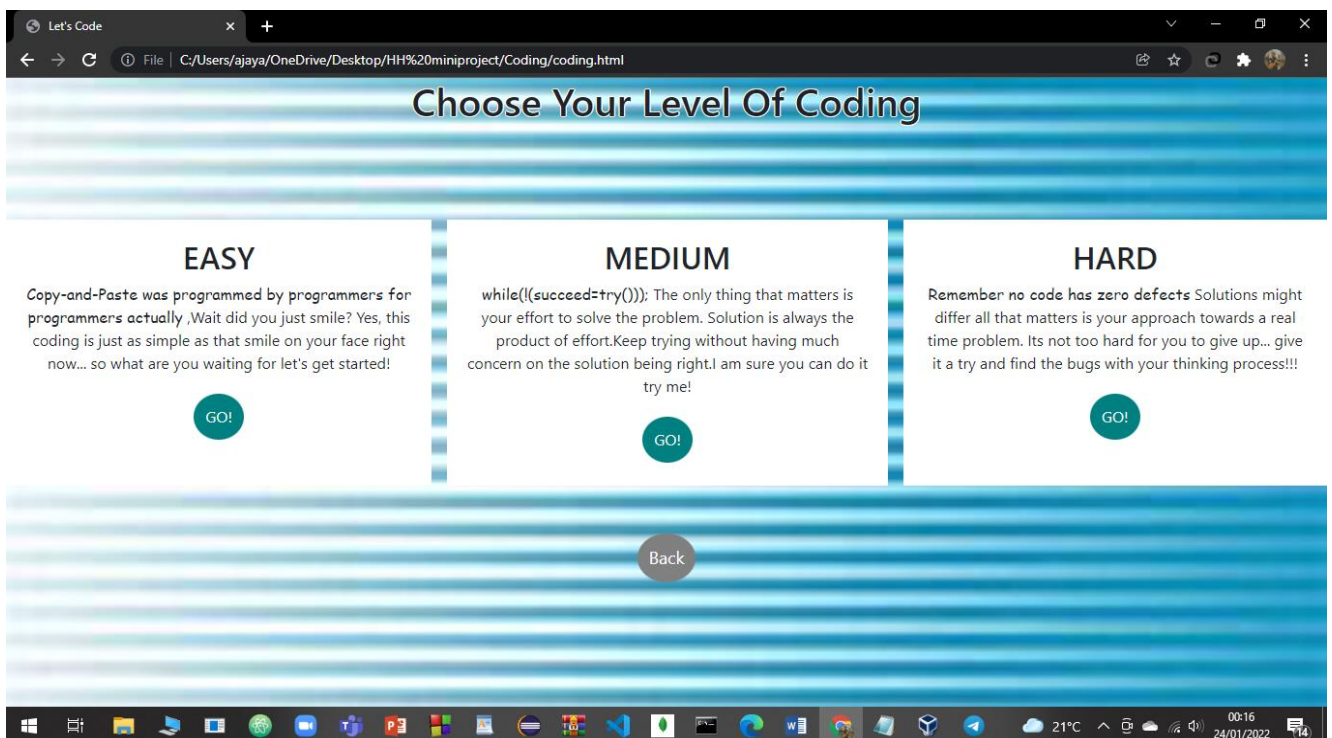 Let's Code
File | C:/Users/ajaya/OneDrive/Desktop/HH%20miniproject/Coding/coding.html
Choose Your Level Of Coding
EASY
Copy-and-Paste was programmed by programmers for
programmers actually ,Wait did you just smile? Yes, this
coding is just as simple as that smile on your face right
now... so what are you waiting for let's get started!
GO!
MEDIUM
while(!(succeed=try())); The only thing that matters is
your effort to solve the problem. Solution is always the
product of effort.Keep trying without having much
concern on the solution being right.I am sure you can do it
try me!
GO!
HARD
Remember no code has zero defects Solutions might
differ all that matters is your approach towards a real
time problem. Its not too hard for you to give up... give
it a try and find the bugs with your thinking process!!!
GO!
Back
21°C
00:16
24/01/2022
14